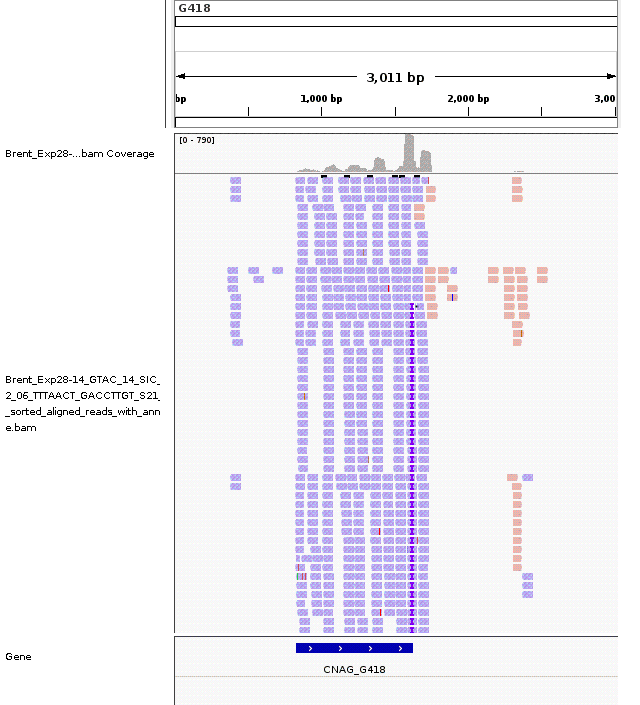 G418
3,011 bp
bp 1,000 bp 2,000 bp 3,00
[0 - 790]
Brent_Exp28-...bam Coverage
Brent_Exp28-14_GTAC_14_SIC_
2_06_TTTAACT_GACCTTGT_S21_
_sorted_aligned_reads_with_ann
e.bam
Gene
CNAG_G418